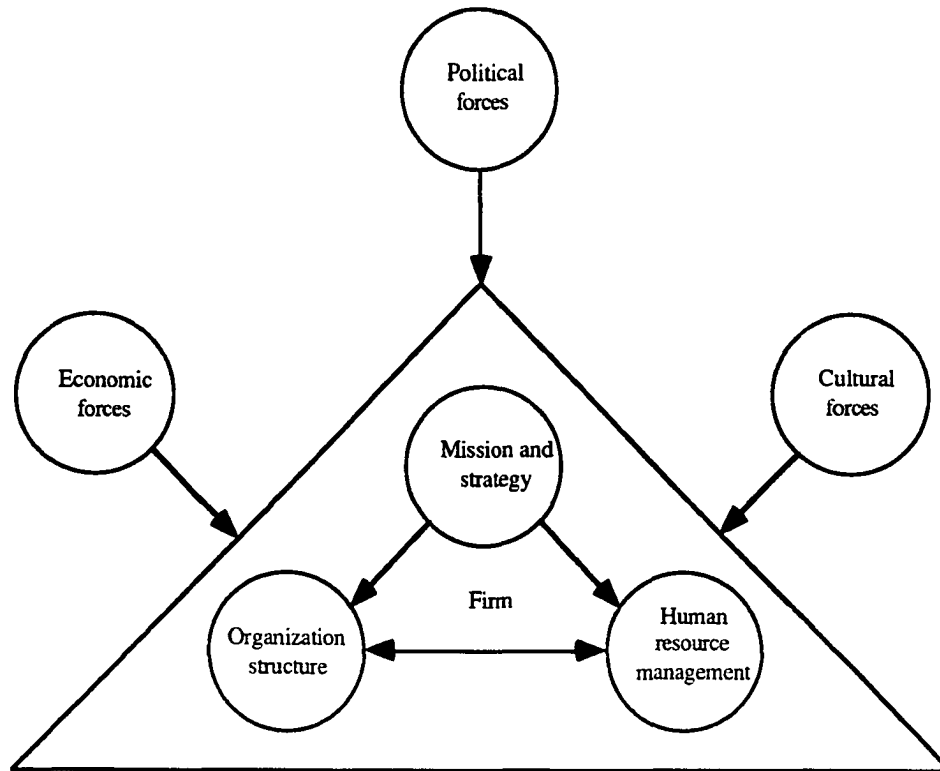 Political
forces
Economic
forces
Cultural
forces
Mission and
strategy
Firm
Organization
structure
Human
resource
management